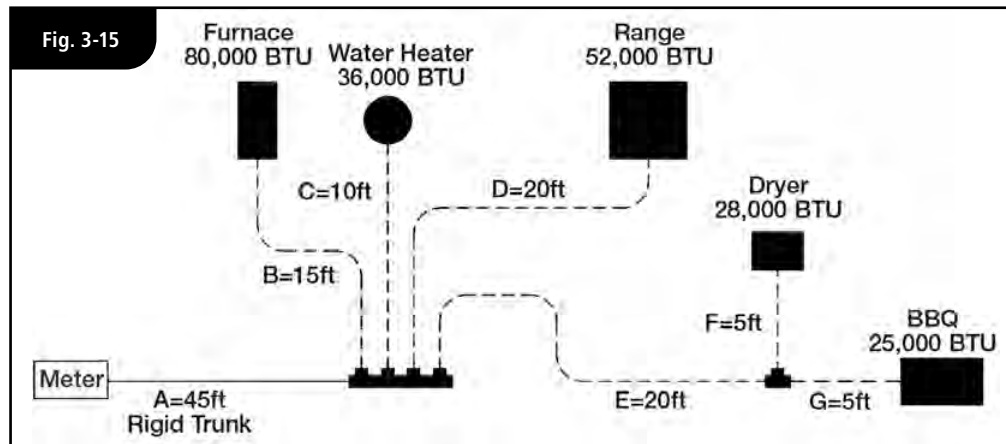 Fig. 3-15
Furnace
80,000 BTU
Water Heater
36,000 BTU
Range
52,000 BTU
C=10ft
D=20ft
Dryer
28,000 BTU
B=15ft
F=5ft
BBQ
25,000 BTU
Meter
A=45ft
Rigid Trunk
E=20ft
G=5ft